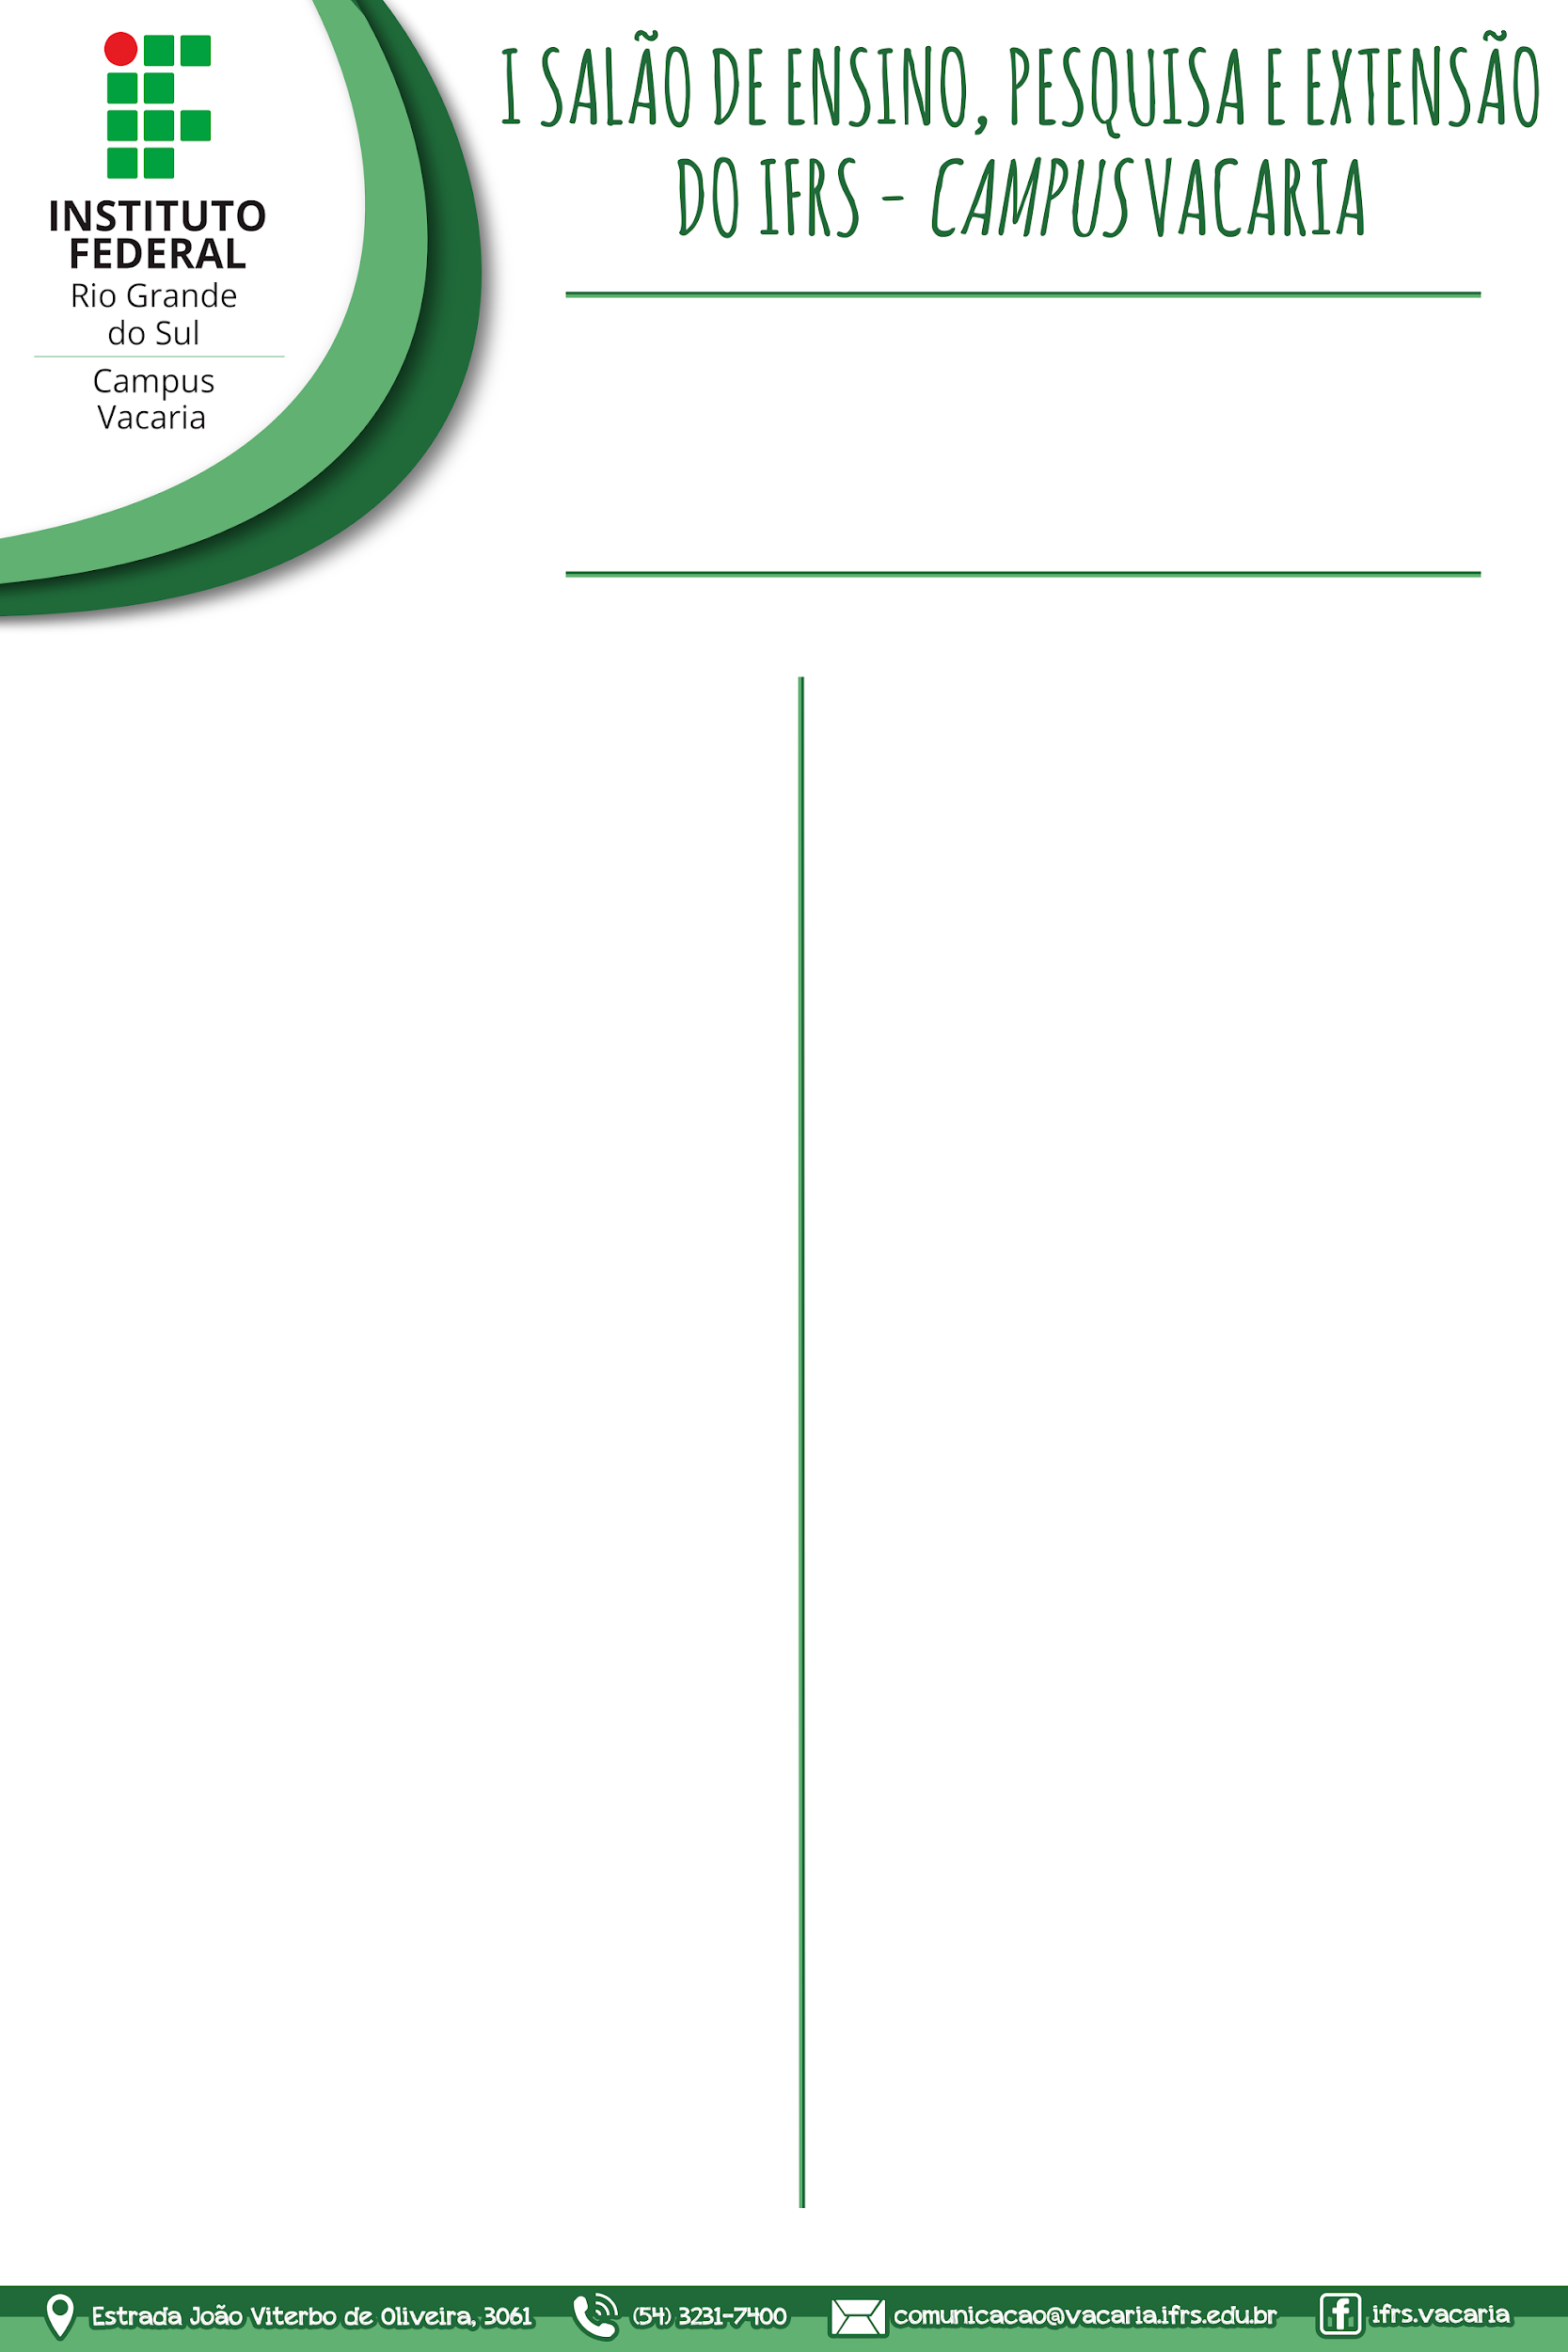 I SALÃO DE ENSINO, PESQUISA E EXTENSÃO
DO IFRS - CAMPUS VACARIA
INSTITUTO
FEDERAL
Rio Grande
do Sul
Campus
Vacaria
Estrada João Viterbo de Oliveira, 3061
(54) 3231-7400
comunicacao@vacaria.ifrs.edu.br
ifrs.vacaria